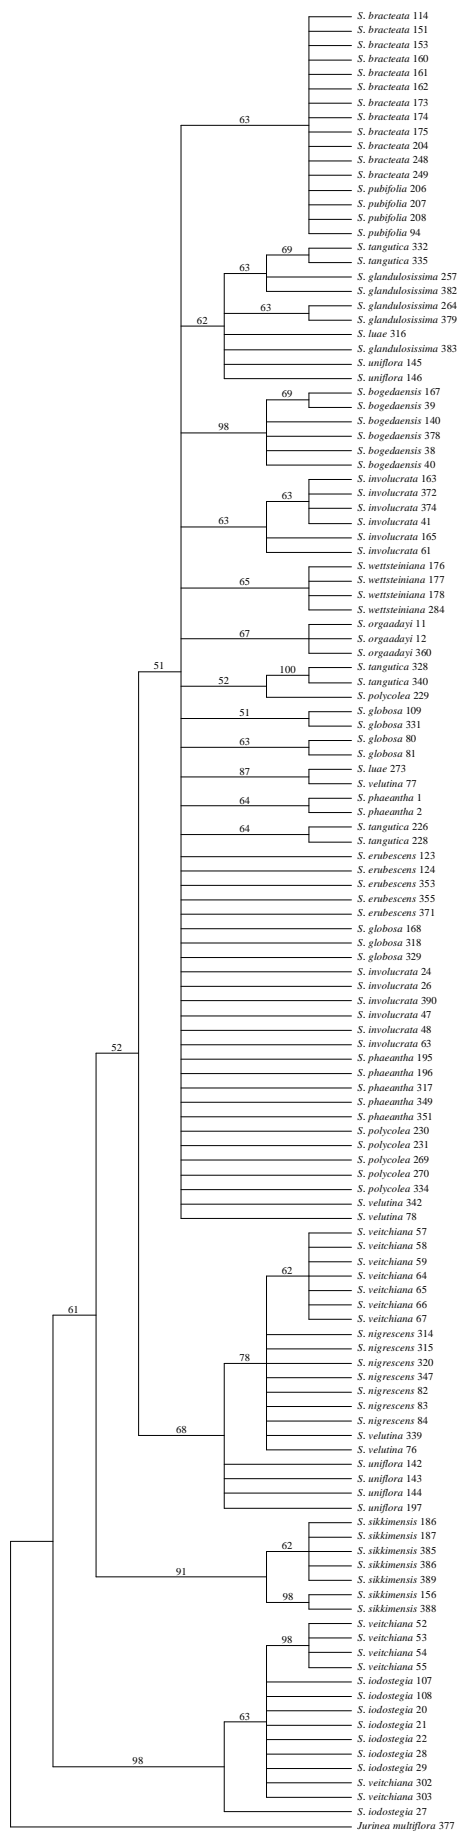 S. bracteata 114
S. bracteata 151
S. bracteata 153
S. bracteata 160
S. bracteata 161
S. bracteata 162
S. bracteata 173
S. bracteata 174
63
S. bracteata 175
S. bracteata 204
S. bracteata 248
S. bracteata 249
S. pubifolia 206
S. pubifolia 207
S. pubifolia 208
S. pubifolia 94
69
S. tangutica 332
S. tangutica 335
63
S. glandulosissima 257
S. glandulosissima 382
63
S. glandulosissima 264
S. glandulosissima 379
62
S. luae 316
S. glandulosissima 383
S. uniflora 145
S. uniflora 146
69
S. bogedaensis 167
S. bogedaensis 39
S. bogedaensis 140
98
S. bogedaensis 378
S. bogedaensis 38
S. bogedaensis 40
S. involucrata 163
63
S. involucrata 372
S. involucrata 374
63
S. involucrata 41
S. involucrata 165
S. involucrata 61
S. wettsteiniana 176
65
S. wettsteiniana 177
S. wettsteiniana 178
S. wettsteiniana 284
S. orgaadayi 11
67
S. orgaadayi 12
S. orgaadayi 360
51
100
S. tangutica 328
52
S. tangutica 340
S. polycolea 229
51
S. globosa 109
S. globosa 331
63
S. globosa 80
S. globosa 81
87
S. luae 273
S. velutina 77
64
S. phaeantha 1
S. phaeantha 2
64
S. tangutica 226
S. tangutica 228
S. erubescens 123
S. erubescens 124
S. erubescens 353
S. erubescens 355
S. erubescens 371
S. globosa 168
S. globosa 318
S. globosa 329
S. involucrata 24
S. involucrata 26
S. involucrata 390
S. involucrata 47
S. involucrata 48
52
S. involucrata 63
S. phaeantha 195
S. phaeantha 196
S. phaeantha 317
S. phaeantha 349
S. phaeantha 351
S. polycolea 230
S. polycolea 231
S. polycolea 269
S. polycolea 270
S. polycolea 334
S. velutina 342
S. velutina 78
S. veitchiana 57
S. veitchiana 58
S. veitchiana 59
62
S. veitchiana 64
S. veitchiana 65
61
S. veitchiana 66
S. veitchiana 67
S. nigrescens 314
S. nigrescens 315
78
S. nigrescens 320
S. nigrescens 347
S. nigrescens 82
S. nigrescens 83
68
S. nigrescens 84
S. velutina 339
S. velutina 76
S. uniflora 142
S. uniflora 143
S. uniflora 144
S. uniflora 197
S. sikkimensis 186
S. sikkimensis 187
62
S. sikkimensis 385
91
S. sikkimensis 386
S. sikkimensis 389
98
S. sikkimensis 156
S. sikkimensis 388
S. veitchiana 52
98
S. veitchiana 53
S. veitchiana 54
S. veitchiana 55
S. iodostegia 107
S. iodostegia 108
S. iodostegia 20
63
S. iodostegia 21
S. iodostegia 22
98
S. iodostegia 28
S. iodostegia 29
S. veitchiana 302
S. veitchiana 303
S. iodostegia 27
Jurinea multiflora 377